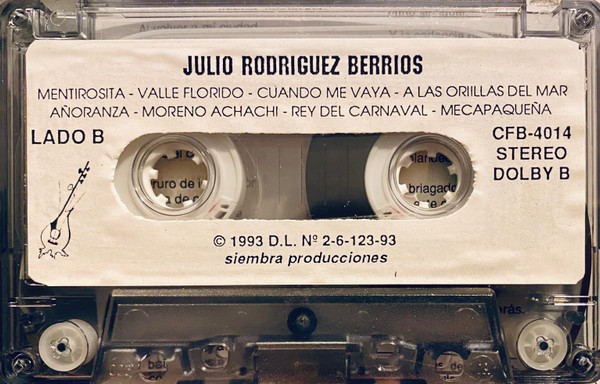 JULIO RODRIGUEZ BERRIOS
MENTIROSITA - VALLE FLORIDO - CUANDO ME VAYA - A LAS ORIILLAS DEL MAR
AÑORANZA - MORENO ACHACHI - REY DEL CARNAVAL - MECAPAQUEÑA
LADO B
CFB-4014
STEREO
DOLBY B
© 1993 D.L. Nº 2-6-123-93
siembra producciones